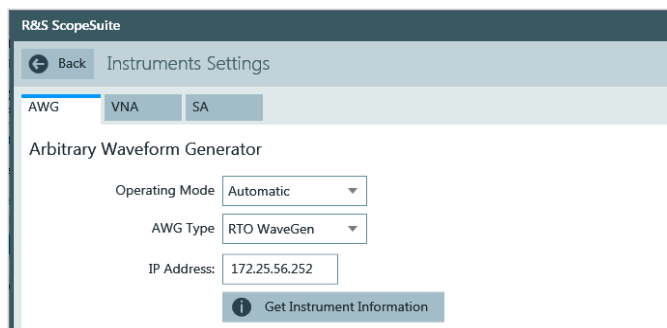 R&S ScopeSuite
Back Instruments Settings
AWG VNA SA
Arbitrary Waveform Generator
Operating Mode Automatic
AWG Type RTO WaveGen
IP Address: 172.25.56.252
Get Instrument Information